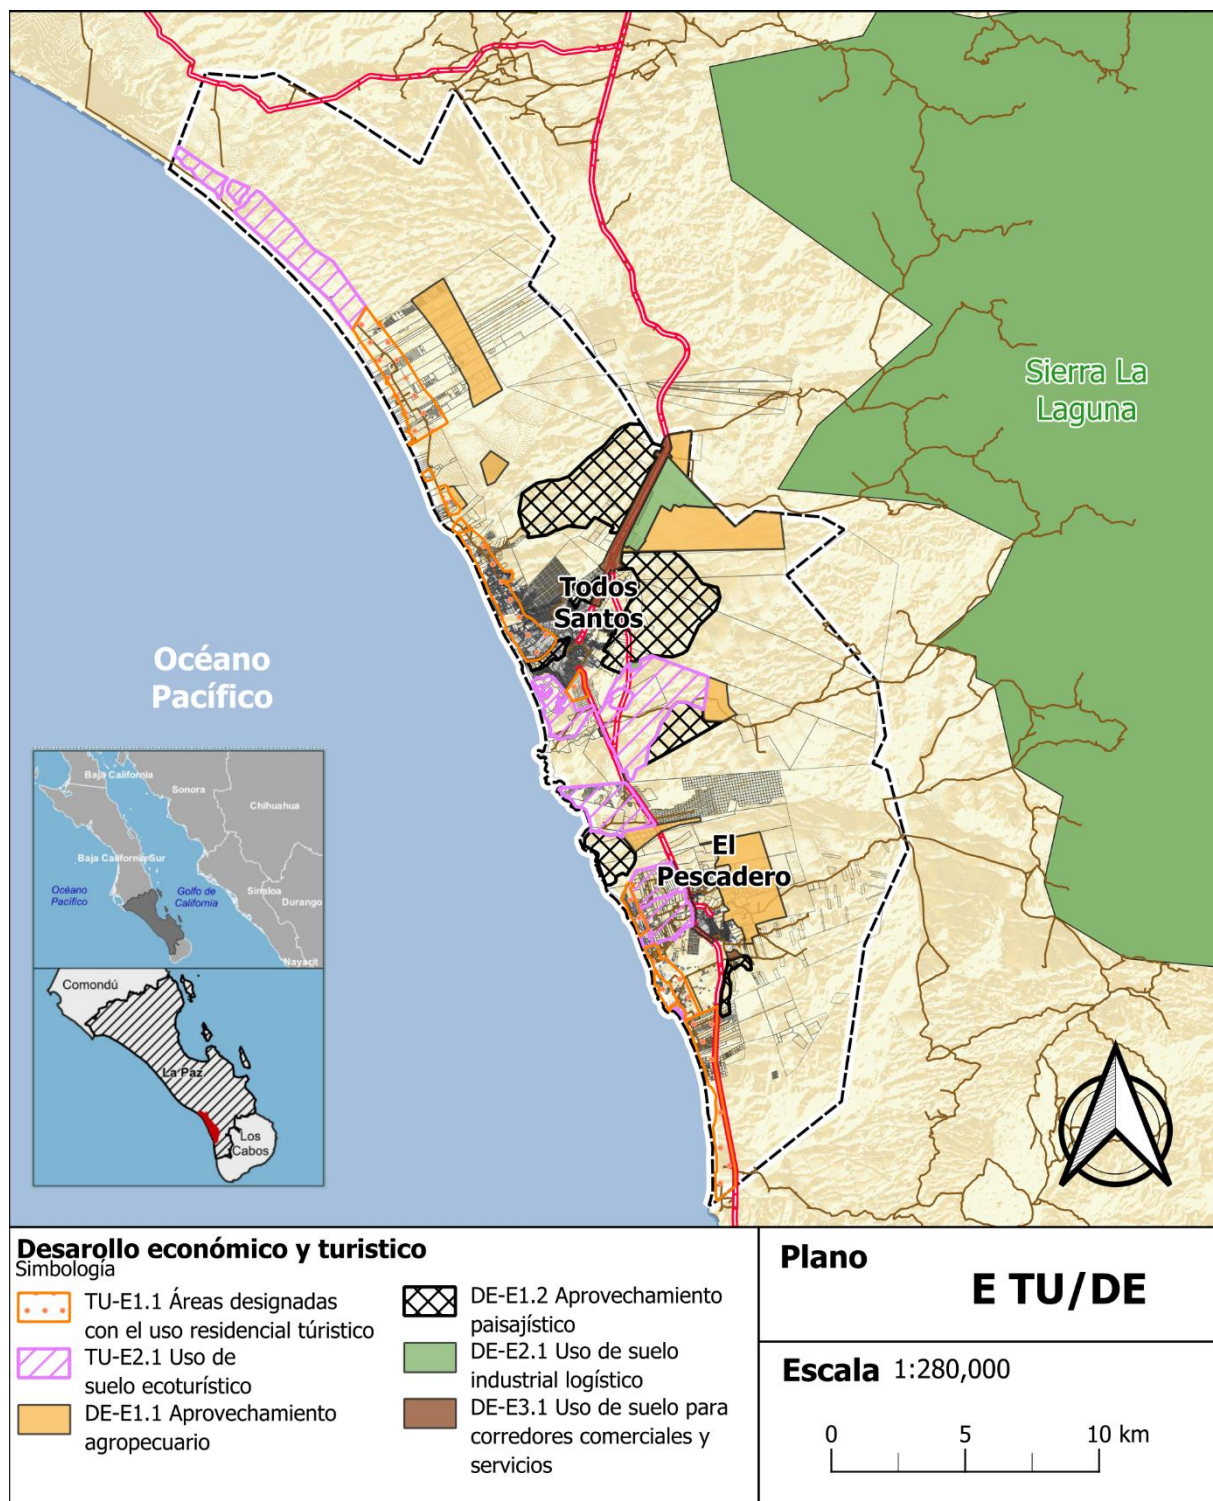 Sierra La
Laguna
Todos
Santos
Océano
Pacífico
El
Pescadero
Baja California
Sonora
Chihuahua
Baja California Sur
Océano
Pacífico
Golfo de
California
Sinaloa
Durango
Nayarit
Comondú
La Paz
Los
Cabos
Desarollo económico y turistico
Simbología
TU-E1.1 Áreas designadas
con el uso residencial túristico
TU-E2.1 Uso de
suelo ecoturístico
DE-E1.1 Aprovechamiento
agropecuario
DE-E1.2 Aprovechamiento
paisajístico
DE-E2.1 Uso de suelo
industrial logístico
DE-E3.1 Uso de suelo para
corredores comerciales y
servicios
Plano
E TU/DE
Escala 1:280,000
0 5 10 km